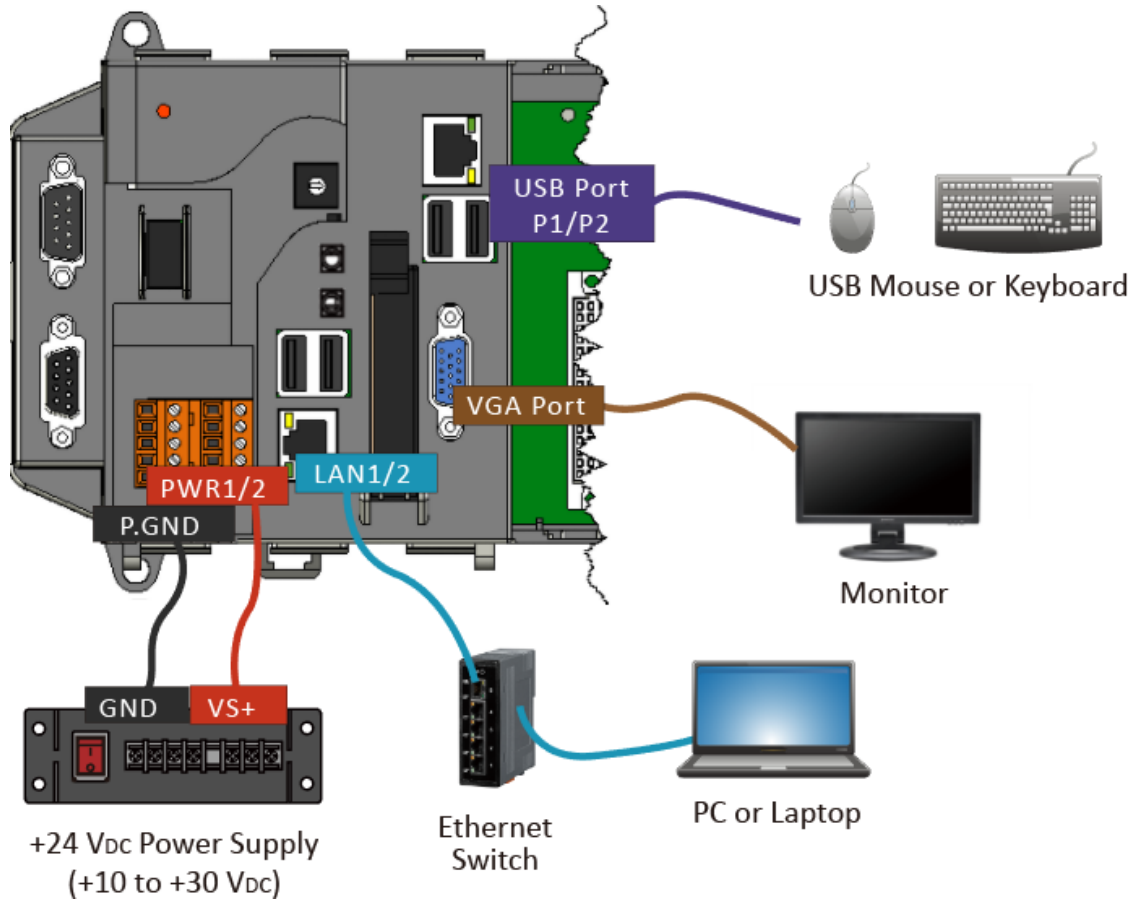 USB Port
P1/P2
USB Mouse or Keyboard
VGA Port
Monitor
LAN1/2
PWR1/2
P.GND
GND
VS+
+24 VDC Power Supply
(+10 to +30 VDC)
Ethernet
Switch
PC or Laptop